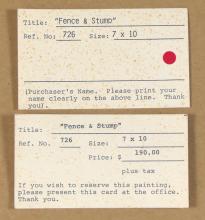 Title: "Fence & Stump"
Ref. No: 726 Size: 7 x 10
(Purchaser's Name. Please print your
name clearly on the above line. Thank
you).
Title: "Fence & Stump"
Ref. No: 726 Size: 7 x 10
Price: $ 190.00
plus tax
If you wish to reserve this painting,
please present this card at the office.
Thank you.